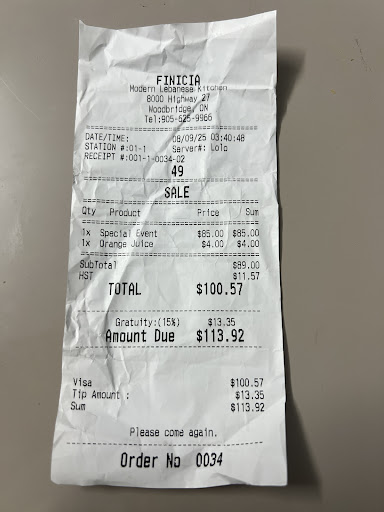 FINICIA
Modern Lebanese Kitchen
8000 Highway 27
Woodbridge, ON
Tel:905-625-9966
DATE/TIME: 08/09/25 03:40:48
STATION #:01-1 Server#: Lolo
RECEIPT #:001-1-0034-02
49
SALE
Qty Product Price / Sum
1x Special Event $85.00 $85.00
1x Orange Juice $4.00 $4.00
SubTotal $89.00
HST $11.57
TOTAL $100.57
Gratuity:(15%) $13.35
Amount Due $113.92
Visa $100.57
Tip Amount : $13.35
Sum $113.92
Please come again.
Order No 0034